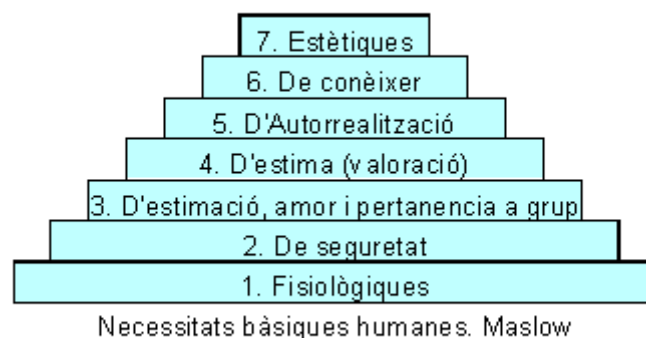 7. Estètiques
6. De conèixer
5. D'Autorrealització
4. D'estima (valoració)
3. D'estimació, amor i pertanencia a grup
2. De seguretat
1. Fisiològiques
Necessitats bàsiques humanes. Maslow